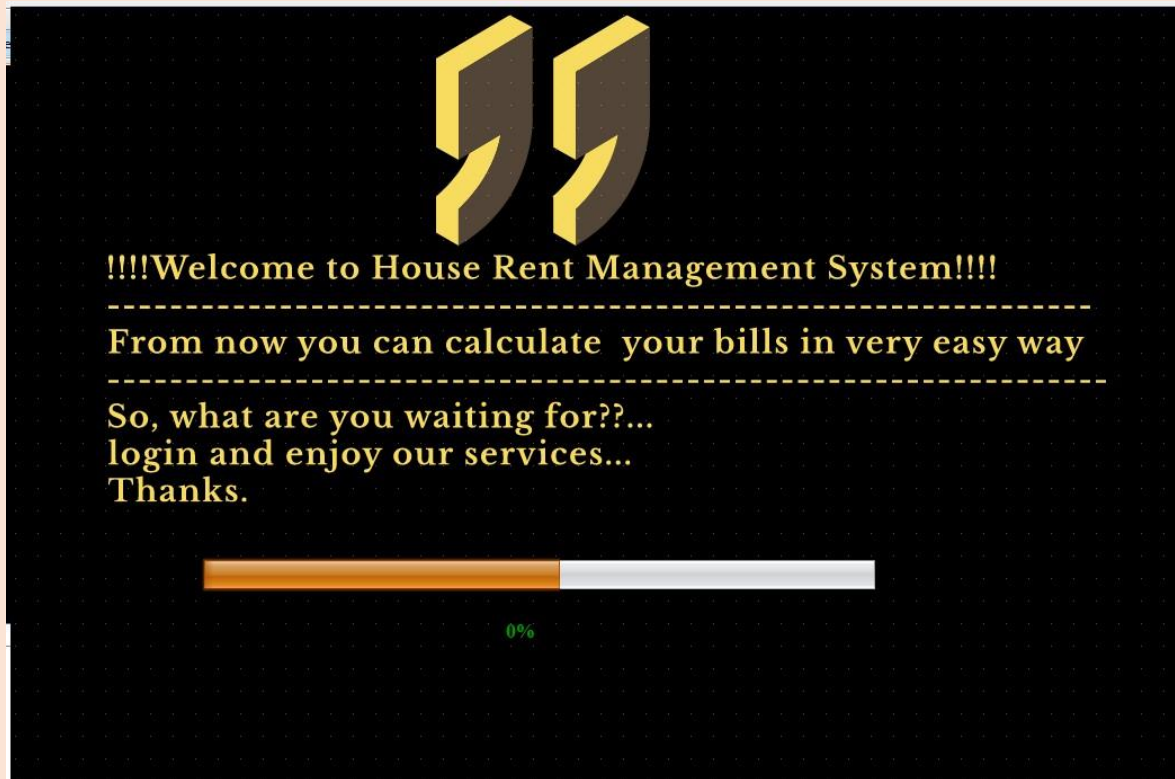 !!!!Welcome to House Rent Management System!!!!
---------------------------------------------------------------
From now you can calculate  your bills in very easy way
----------------------------------------------------------------
So, what are you waiting for??...
login and enjoy our services...
Thanks.
0%